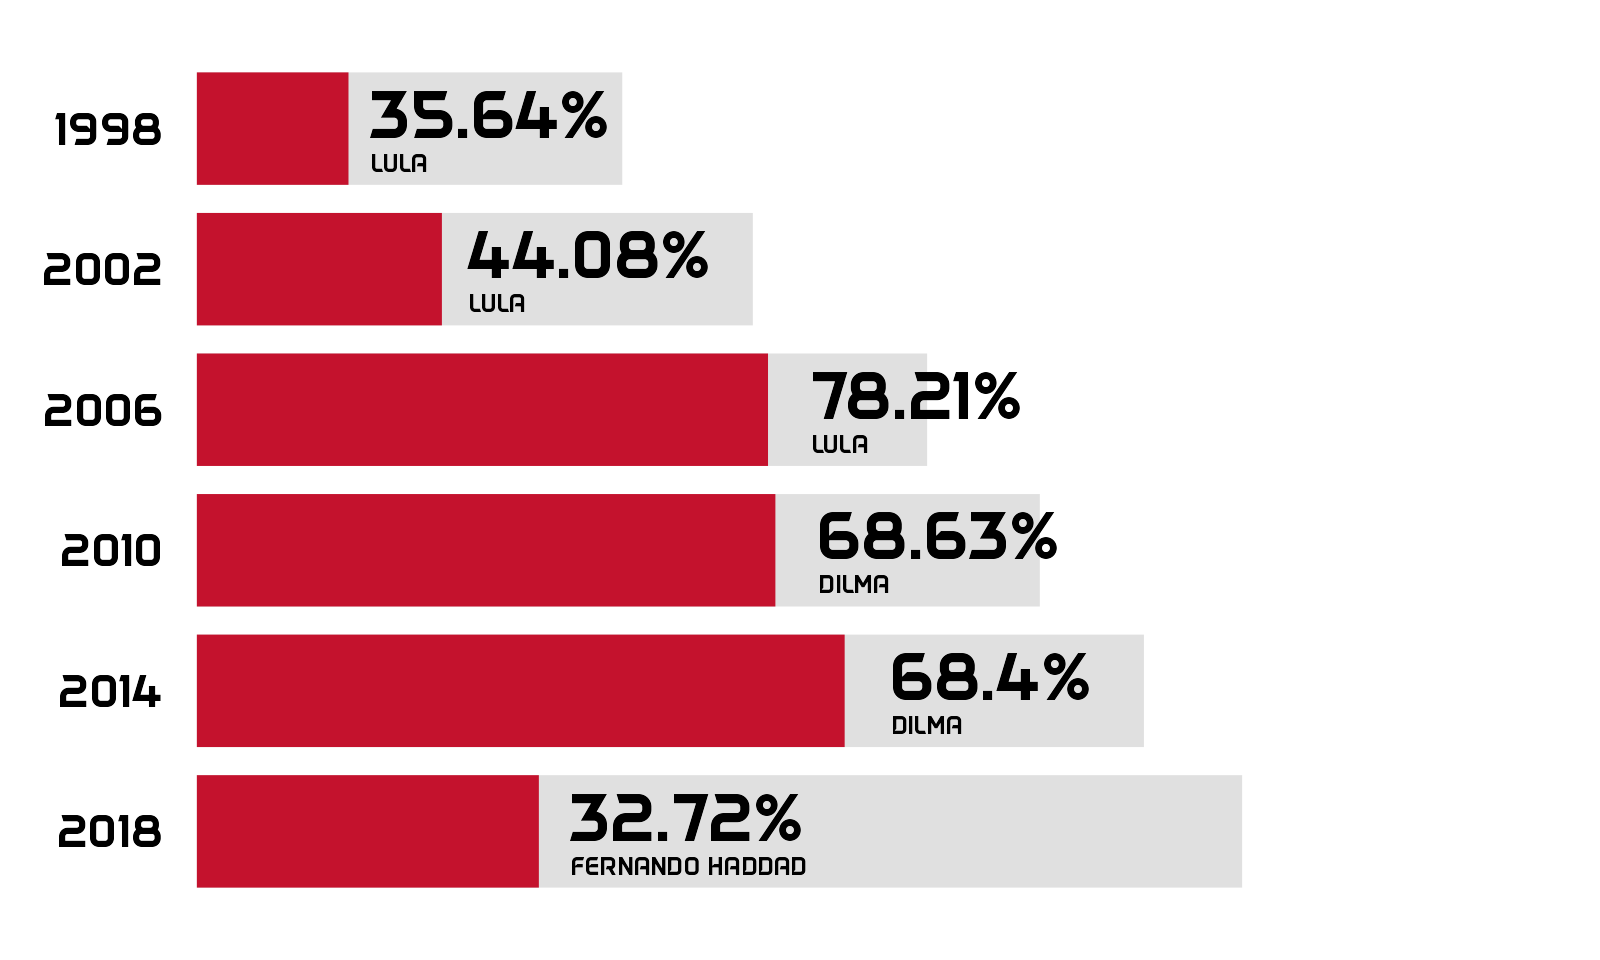 1998
35.64%
LULA
2002
44.08%
LULA
2006
78.21%
LULA
2010
68.63%
DILMA
2014
68.4%
DILMA
2018
32.72%
FERNANDO HADDAD